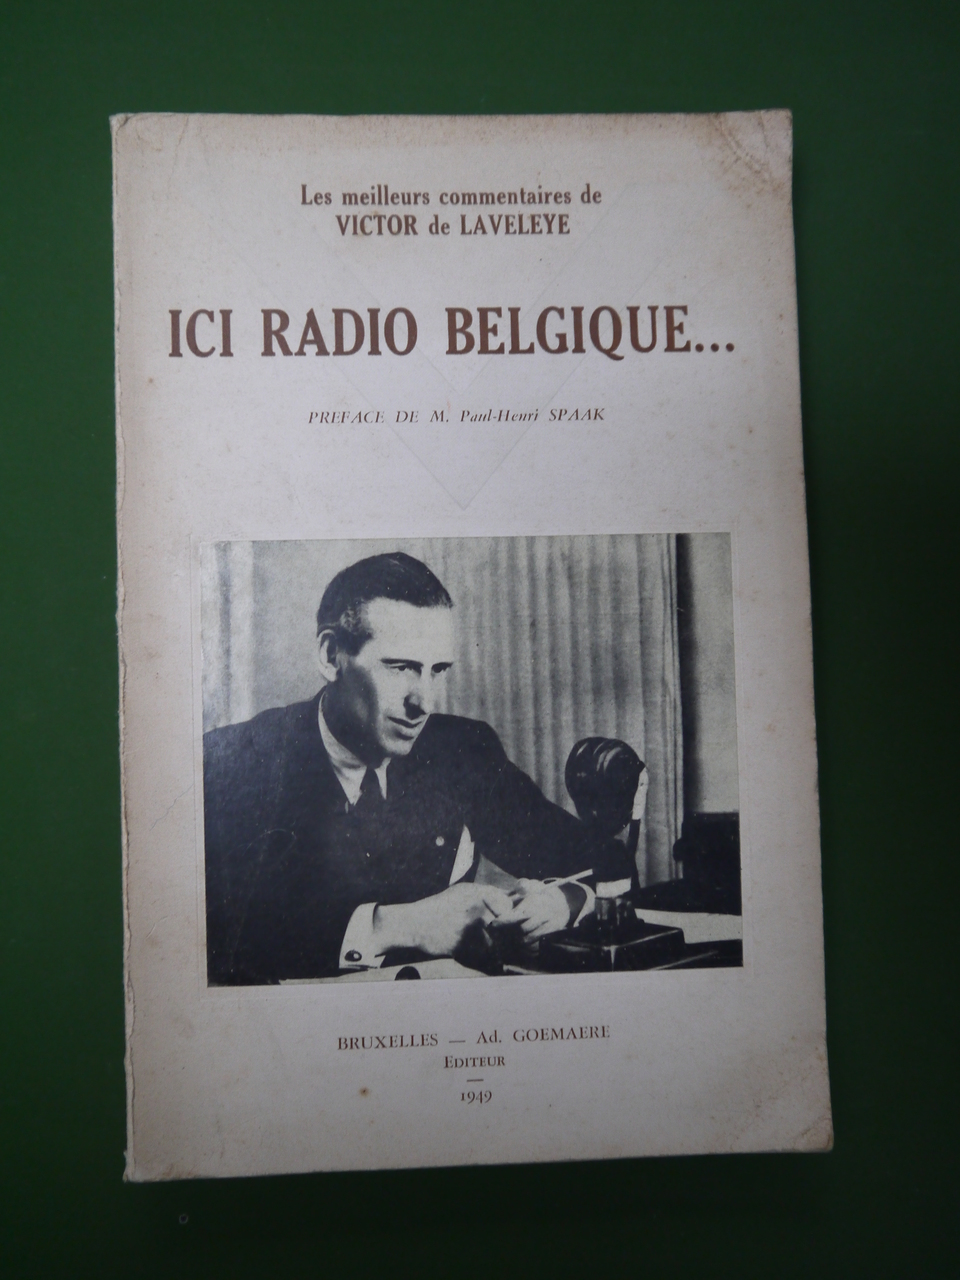 Les meilleurs commentaires de
VICTOR de LAVELEYE
ICI RADIO BELGIQUE...
PREFACE DE M. Paul-Henri SPAAK
BRUXELLES — Ad. GOEMAERE
EDITEUR
—
1949